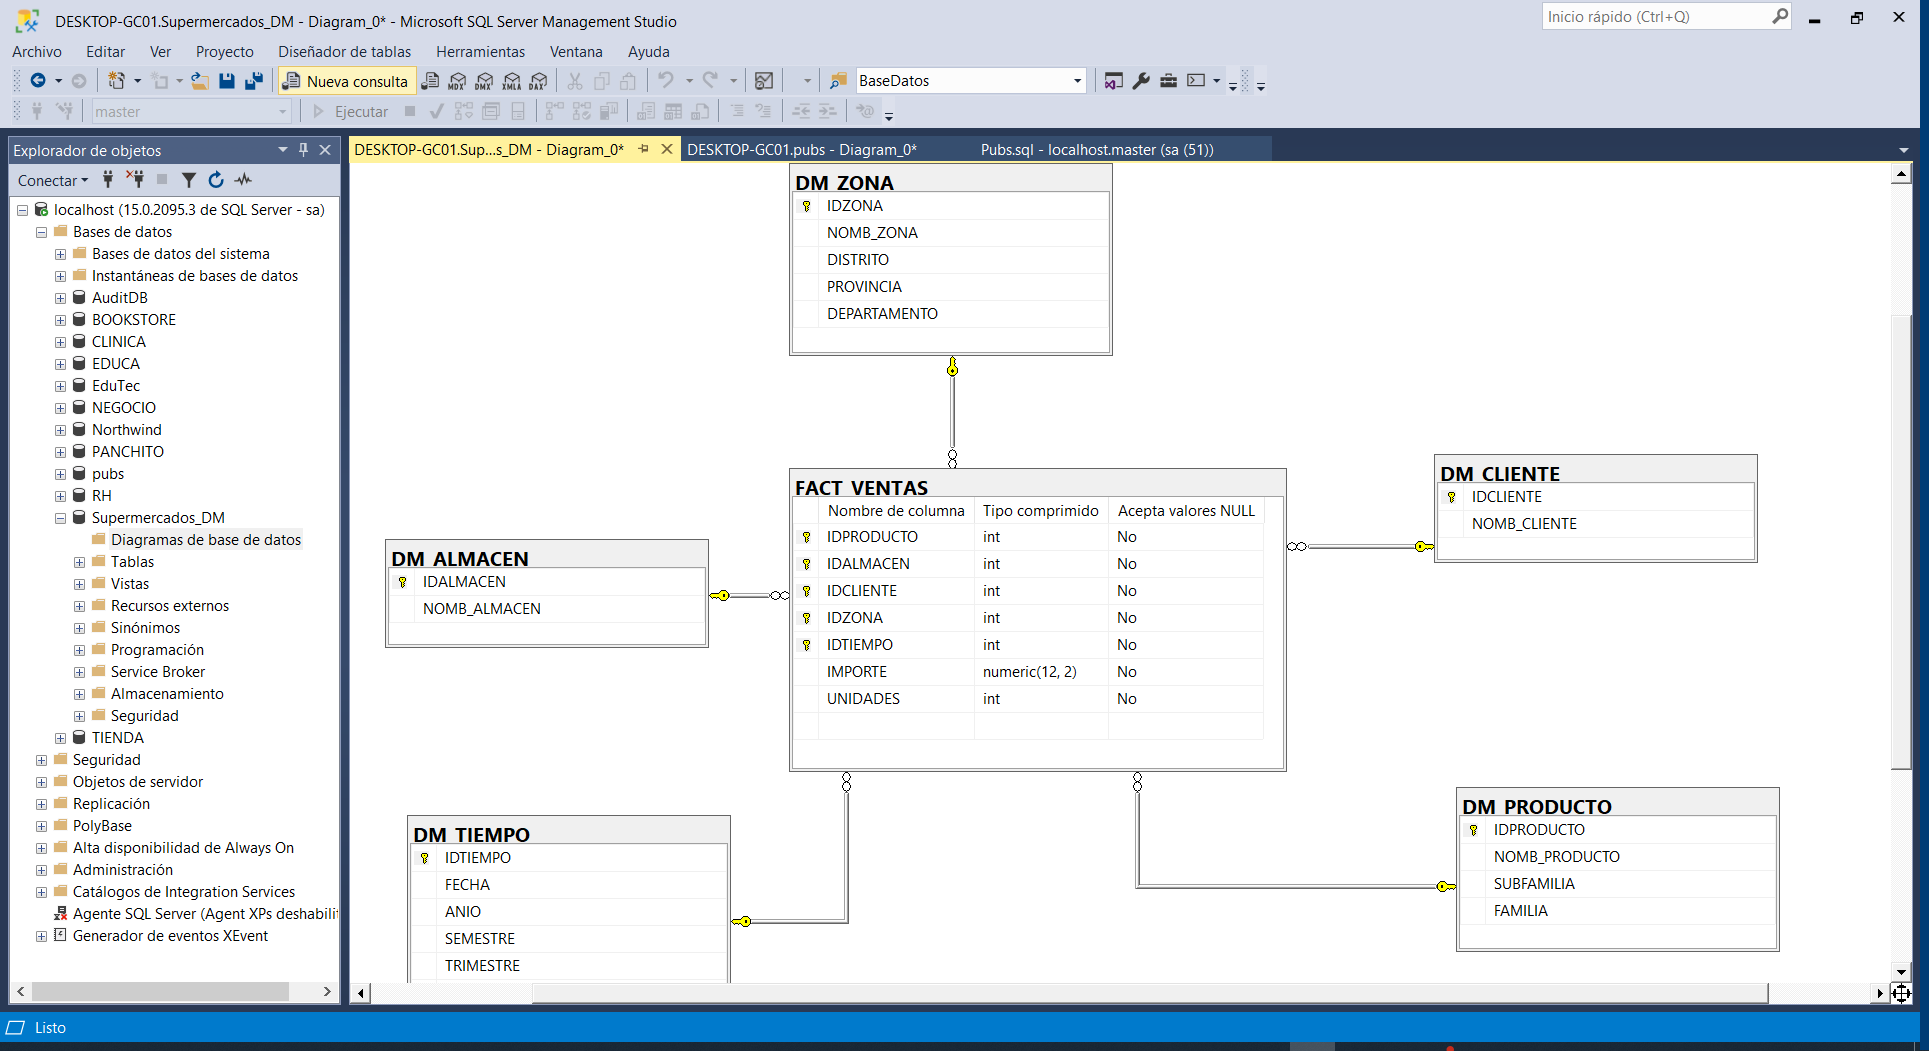 DESKTOP-GC01.Supermercados_DM - Diagram_0* - Microsoft SQL Server Management Studio
Inicio rápido (Ctrl+Q)
Archivo Editar Ver Proyecto Diseñador de tablas Herramientas Ventana Ayuda
Nueva consulta MDX DMX XMLA DAX BaseDatos
master Ejecutar
Explorador de objetos
DESKTOP-GC01.Sup...s_DM - Diagram_0* DESKTOP-GC01.pubs - Diagram_0* Pubs.sql - localhost.master (sa (51))
Conectar
localhost (15.0.2095.3 de SQL Server - sa)
Bases de datos
Bases de datos del sistema
Instantáneas de bases de datos
AuditDB
BOOKSTORE
CLINICA
EDUCA
EduTec
NEGOCIO
Northwind
PANCHITO
pubs
RH
Supermercados_DM
Diagramas de base de datos
Tablas
Vistas
Recursos externos
Sinónimos
Programación
Service Broker
Almacenamiento
Seguridad
TIENDA
Seguridad
Objetos de servidor
Replicación
PolyBase
Alta disponibilidad de Always On
Administración
Catálogos de Integration Services
Agente SQL Server (Agent XPs deshabilit
Generador de eventos XEvent
DM_ZONA
IDZONA
NOMB_ZONA
DISTRITO
PROVINCIA
DEPARTAMENTO
FACT_VENTAS
Nombre de columna Tipo comprimido Acepta valores NULL
IDPRODUCTO int No
IDALMACEN int No
IDCLIENTE int No
IDZONA int No
IDTIEMPO int No
IMPORTE numeric(12, 2) No
UNIDADES int No
DM_CLIENTE
IDCLIENTE
NOMB_CLIENTE
DM_ALMACEN
IDALMACEN
NOMB_ALMACEN
DM_TIEMPO
IDTIEMPO
FECHA
ANIO
SEMESTRE
TRIMESTRE
DM_PRODUCTO
IDPRODUCTO
NOMB_PRODUCTO
SUBFAMILIA
FAMILIA
Listo